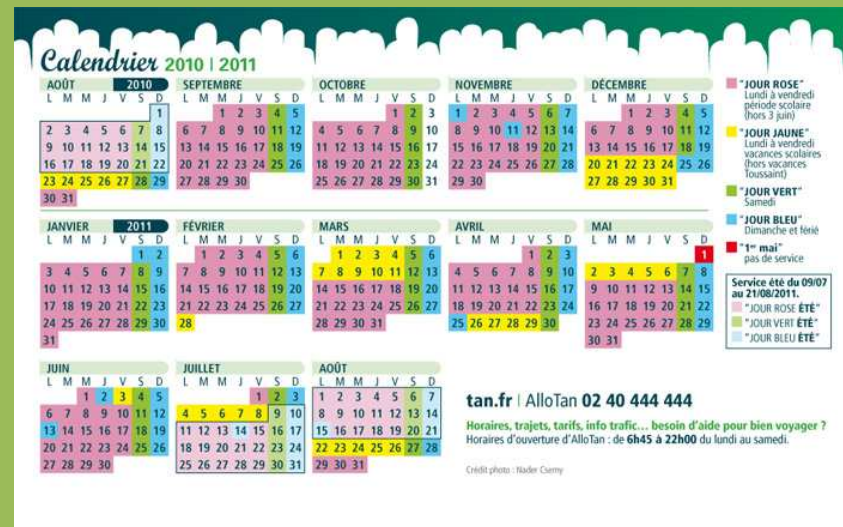 Calendrier 2010 | 2011
AOÛT 2010
L M M J V S D
1
2 3 4 5 6 7 8
9 10 11 12 13 14 15
16 17 18 19 20 21 22
23 24 25 26 27 28 29
30 31
SEPTEMBRE
L M M J V S D
1 2 3 4 5
6 7 8 9 10 11 12
13 14 15 16 17 18 19
20 21 22 23 24 25 26
27 28 29 30
OCTOBRE
L M M J V S D
1 2 3
4 5 6 7 8 9 10
11 12 13 14 15 16 17
18 19 20 21 22 23 24
25 26 27 28 29 30 31
NOVEMBRE
L M M J V S D
1 2 3 4 5 6 7
8 9 10 11 12 13 14
15 16 17 18 19 20 21
22 23 24 25 26 27 28
29 30
DÉCEMBRE
L M M J V S D
1 2 3 4 5
6 7 8 9 10 11 12
13 14 15 16 17 18 19
20 21 22 23 24 25 26
27 28 29 30 31
"JOUR ROSE"
Lundi à vendredi
période scolaire
(hors 3 juin)
"JOUR JAUNE"
Lundi à vendredi
vacances scolaires
(hors vacances
Toussaint)
"JOUR VERT"
Samedi
"JOUR BLEU"
Dimanche et férié
"1er mai"
pas de service
Service été du 09/07
au 21/08/2011.
"JOUR ROSE ÉTÉ"
"JOUR VERT ÉTÉ"
"JOUR BLEU ÉTÉ"
JANVIER 2011
L M M J V S D
1 2
3 4 5 6 7 8 9
10 11 12 13 14 15 16
17 18 19 20 21 22 23
24 25 26 27 28 29 30
31
FÉVRIER
L M M J V S D
1 2 3 4 5 6
7 8 9 10 11 12 13
14 15 16 17 18 19 20
21 22 23 24 25 26 27
28
MARS
L M M J V S D
1 2 3 4 5 6
7 8 9 10 11 12 13
14 15 16 17 18 19 20
21 22 23 24 25 26 27
28 29 30 31
AVRIL
L M M J V S D
1 2 3
4 5 6 7 8 9 10
11 12 13 14 15 16 17
18 19 20 21 22 23 24
25 26 27 28 29 30
MAI
L M M J V S D
1
2 3 4 5 6 7 8
9 10 11 12 13 14 15
16 17 18 19 20 21 22
23 24 25 26 27 28 29
30 31
JUIN
L M M J V S D
1 2 3 4 5
6 7 8 9 10 11 12
13 14 15 16 17 18 19
20 21 22 23 24 25 26
27 28 29 30
JUILLET
L M M J V S D
1 2 3
4 5 6 7 8 9 10
11 12 13 14 15 16 17
18 19 20 21 22 23 24
25 26 27 28 29 30 31
AOÛT
L M M J V S D
1 2 3 4 5 6 7
8 9 10 11 12 13 14
15 16 17 18 19 20 21
22 23 24 25 26 27 28
29 30 31
tan.fr | AlloTan 02 40 444 444
Horaires, trajets, tarifs, info trafic... besoin d'aide pour bien voyager ?
Horaires d'ouverture d'AlloTan : de 6h45 à 22h00 du lundi au samedi.
Crédit photo : Nader Cserny